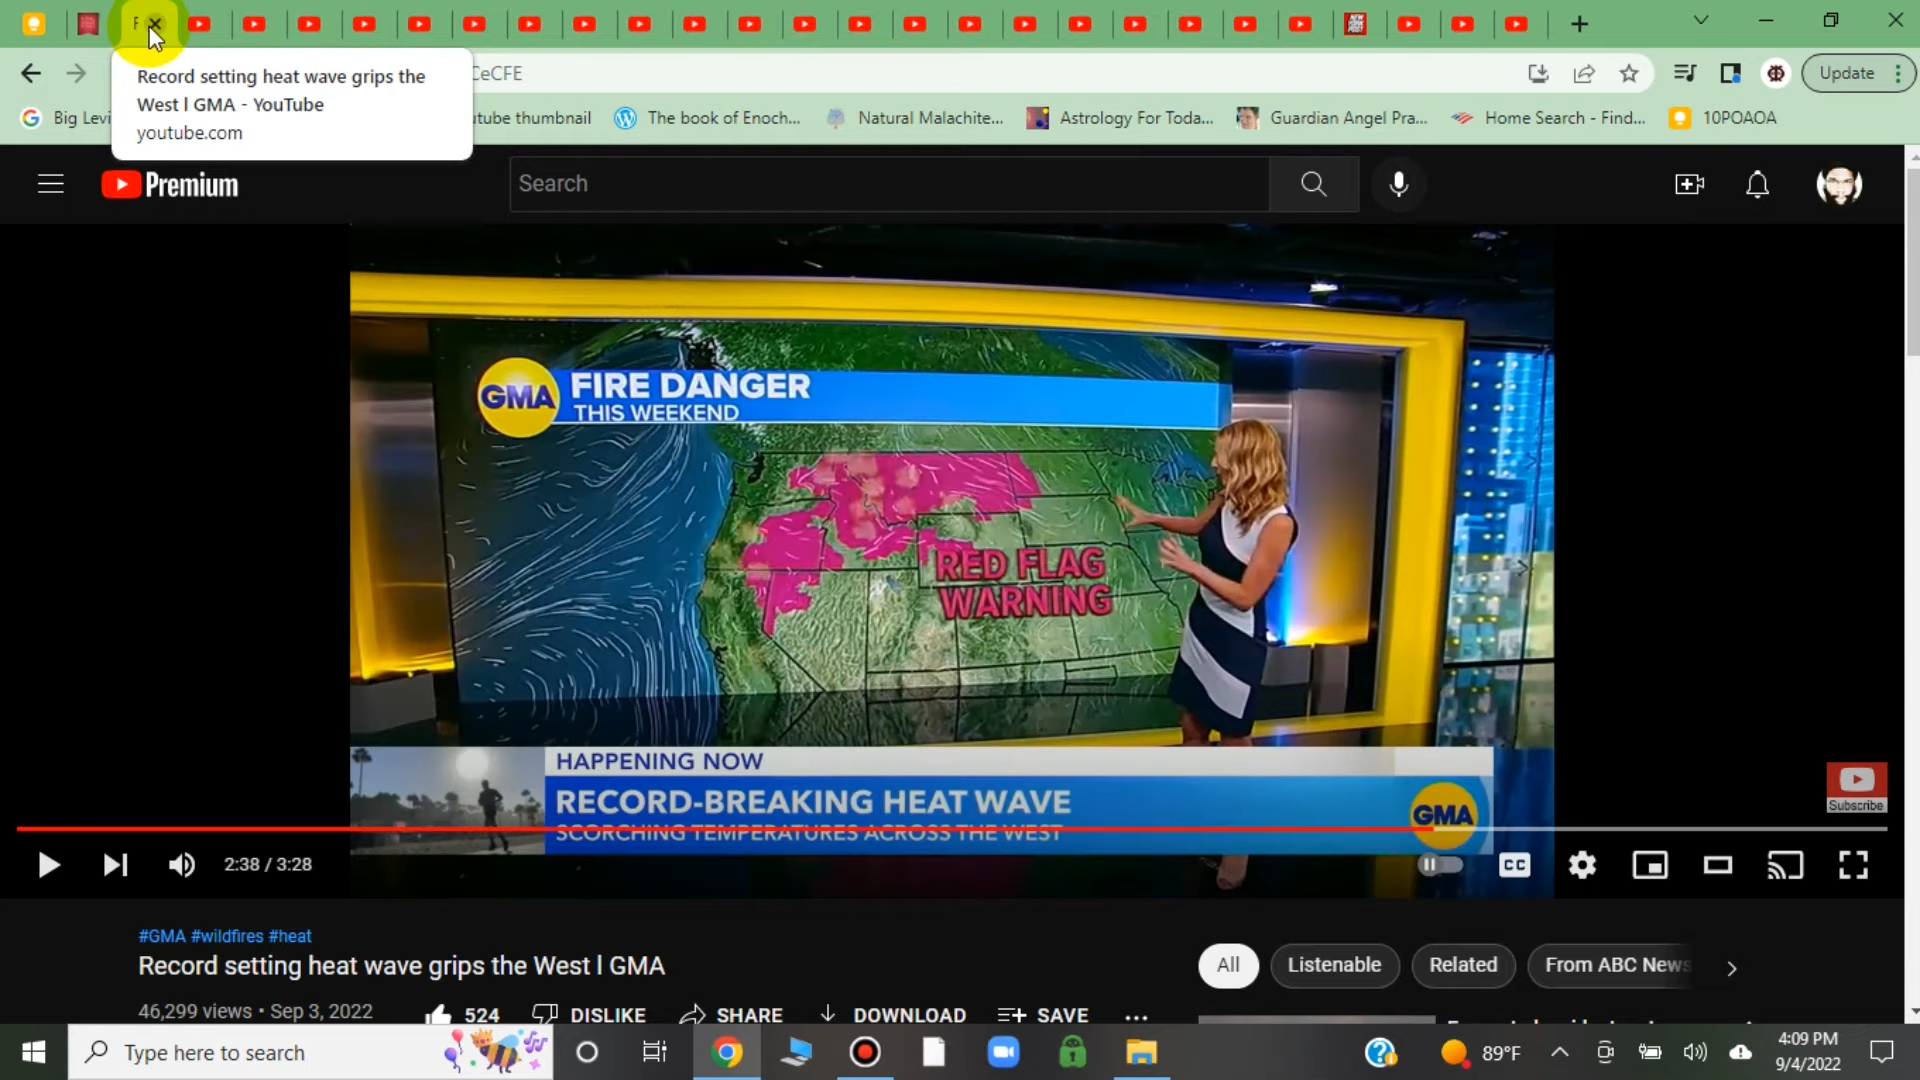 CeCFE
Update
Record setting heat wave grips the
West l GMA - YouTube
youtube.com
Big Levi
utube thumbnail
The book of Enoch...
Natural Malachite...
Astrology For Toda...
Guardian Angel Pra...
Home Search - Find...
10POAOA
Premium
Search
GMA
FIRE DANGER
THIS WEEKEND
RED FLAG
WARNING
HAPPENING NOW
RECORD-BREAKING HEAT WAVE
SCORCHING TEMPERATURES ACROSS THE WEST
GMA
Subscribe
2:38 / 3:28
CC
#GMA #wildfires #heat
Record setting heat wave grips the West l GMA
All
Listenable
Related
From ABC News
46,299 views • Sep 3, 2022
524
DISLIKE
SHARE
DOWNLOAD
SAVE
Type here to search
89°F
4:09 PM
9/4/2022